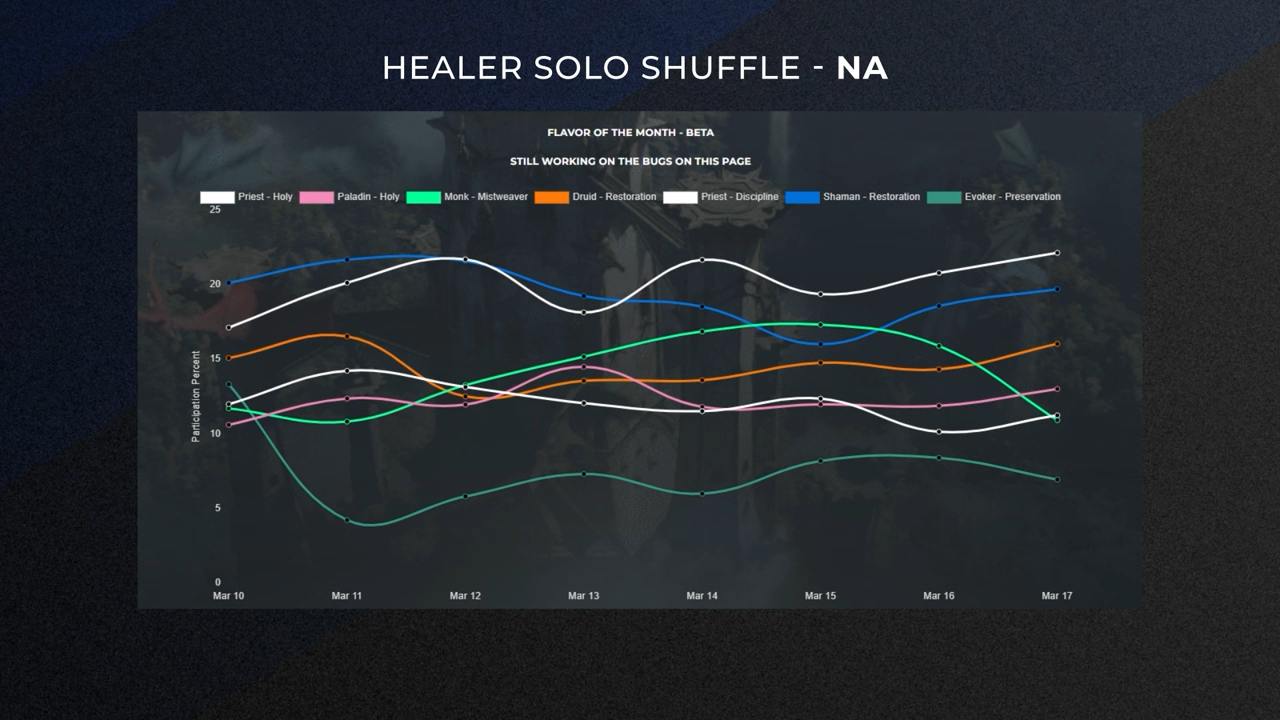 HEALER SOLO SHUFFLE - NA
FLAVOR OF THE MONTH - BETA
STILL WORKING ON THE BUGS ON THIS PAGE
Priest - Holy Paladin - Holy Monk - Mistweaver Druid - Restoration Priest - Discipline Shaman - Restoration Evoker - Preservation
25
20
15
10
5
0
Participation Percent
Mar 10 Mar 11 Mar 12 Mar 13 Mar 14 Mar 15 Mar 16 Mar 17